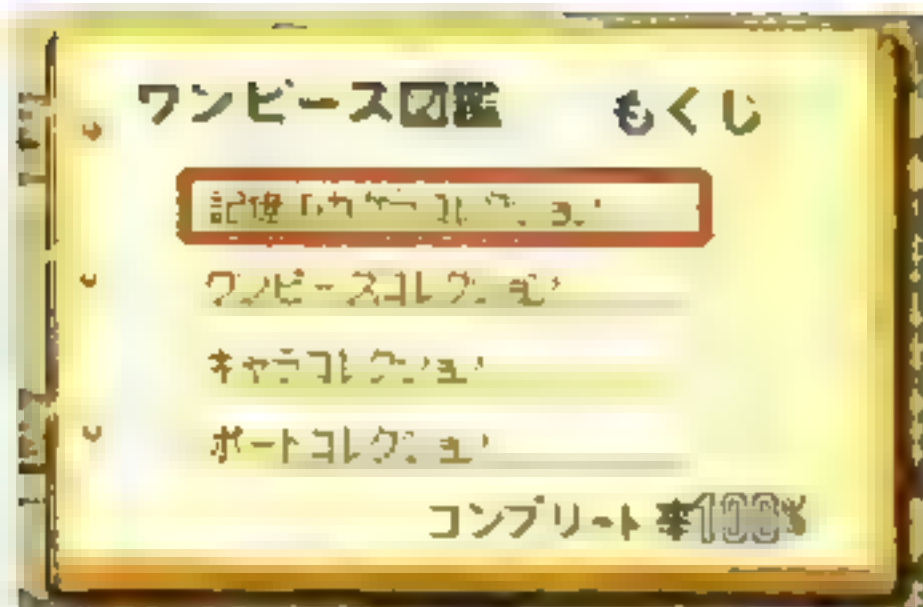 ワンピース図鑑 もくじ
コレクション
ワンピースコレクション
キャラコレクション
ボートコレクション
コンプリート率100%